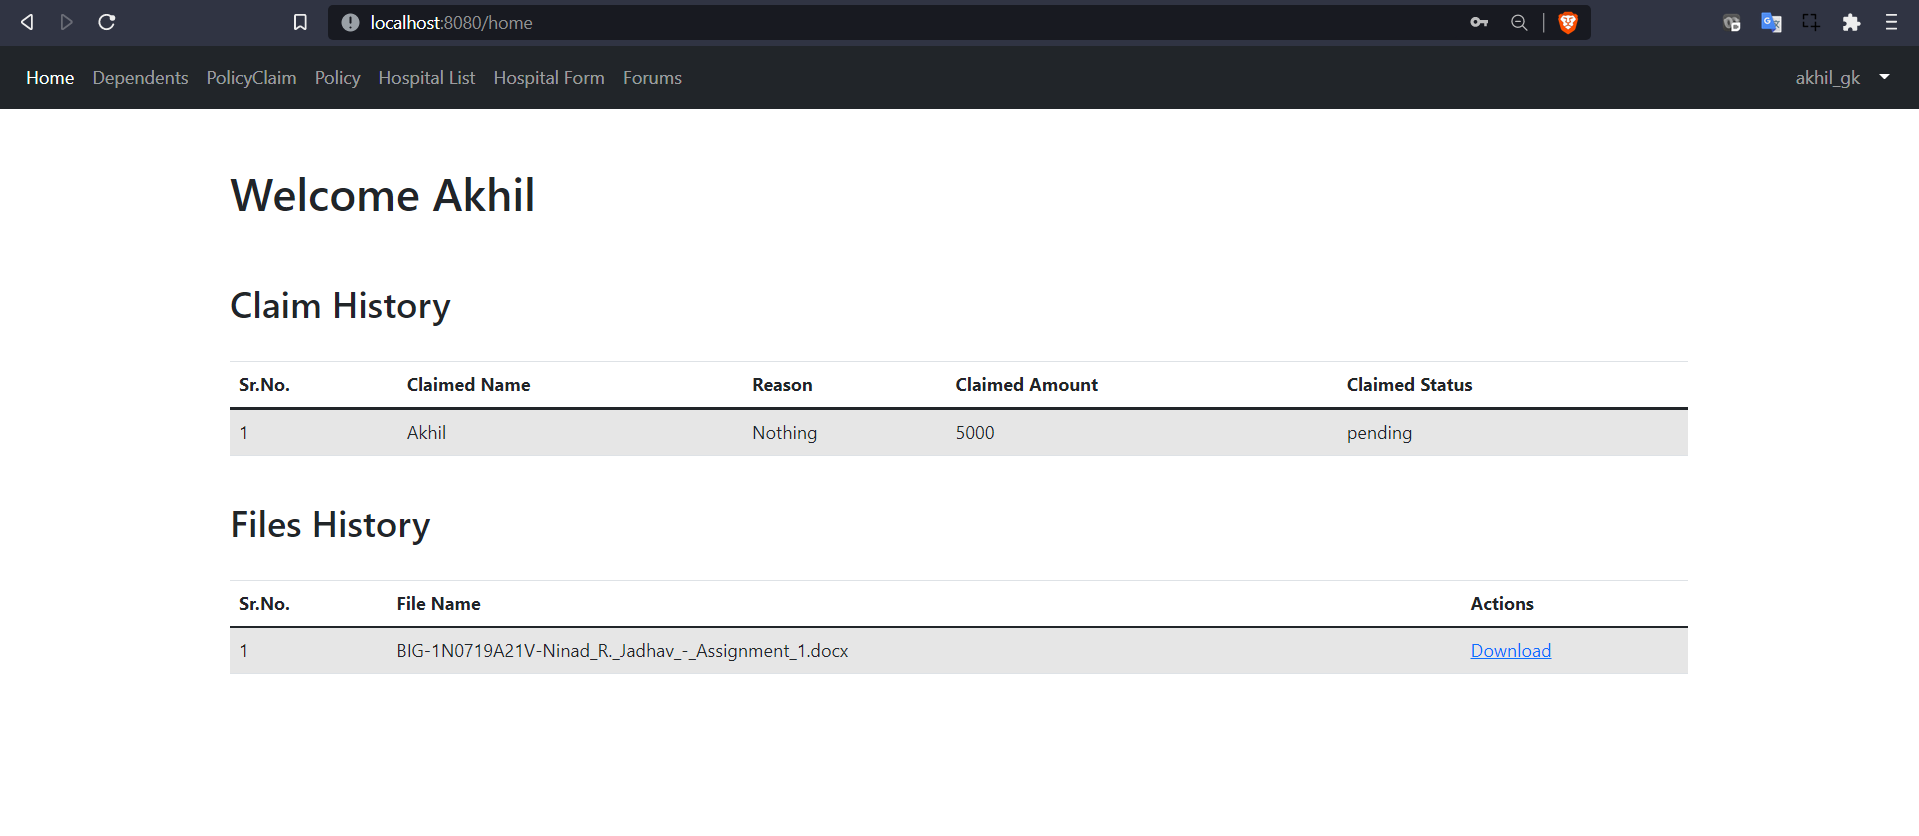 localhost:8080/home
Home Dependents PolicyClaim Policy Hospital List Hospital Form Forums akhil_gk
Welcome Akhil
Claim History
Sr.No. Claimed Name Reason Claimed Amount Claimed Status
1 Akhil Nothing 5000 pending
Files History
Sr.No. File Name Actions
1 BIG-1N0719A21V-Ninad_R._Jadhav_-_Assignment_1.docx Download